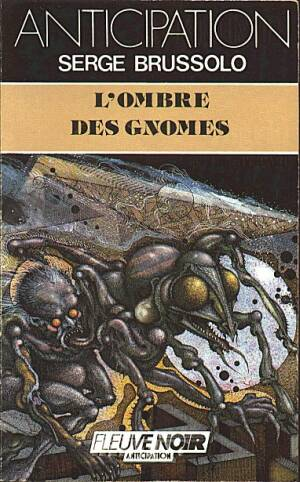 ANTICIPATION
SERGE BRUSSOLO
L'OMBRE
DES GNOMES
FLEUVE NOIR
ANTICIPATION